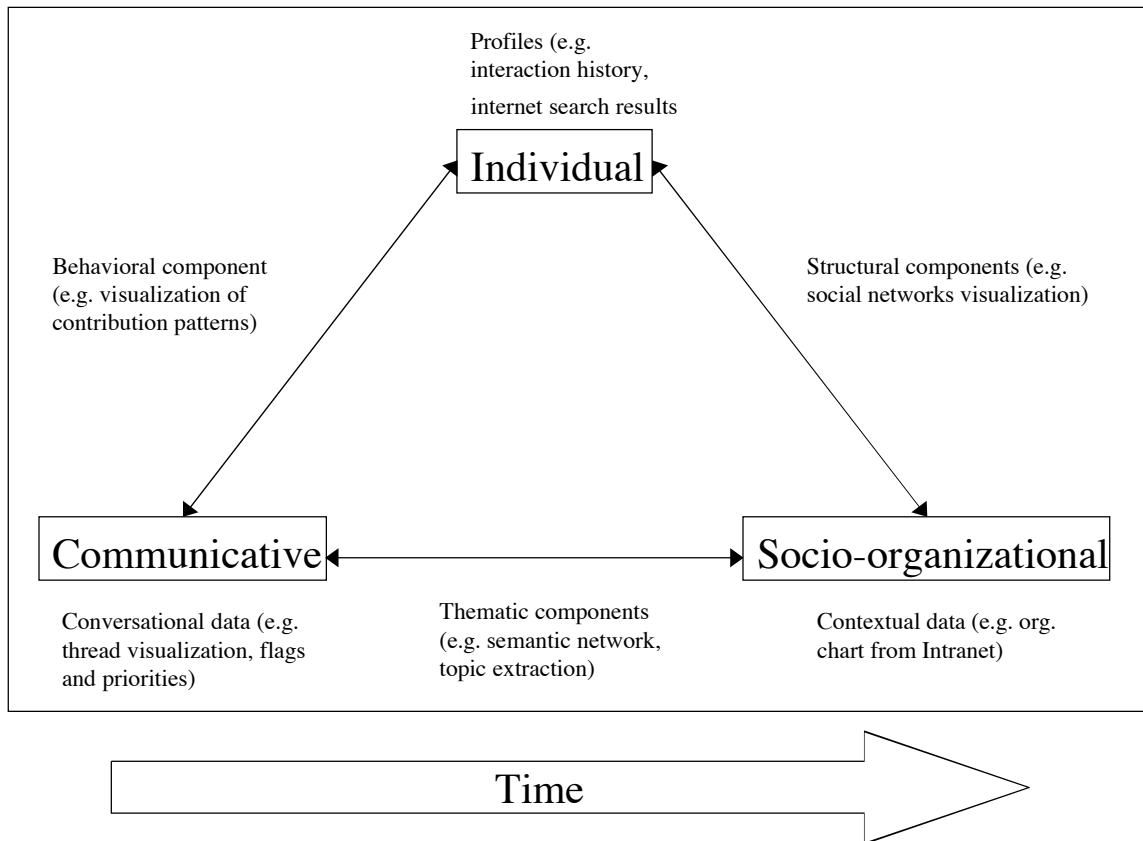 Profiles (e.g.
interaction history,
internet search results
Individual
Behavioral component
(e.g. visualization of
contribution patterns)
Structural components (e.g.
social networks visualization)
Communicative
Socio-organizational
Conversational data (e.g.
thread visualization, flags
and priorities)
Thematic components
(e.g. semantic network,
topic extraction)
Contextual data (e.g. org.
chart from Intranet)
Time